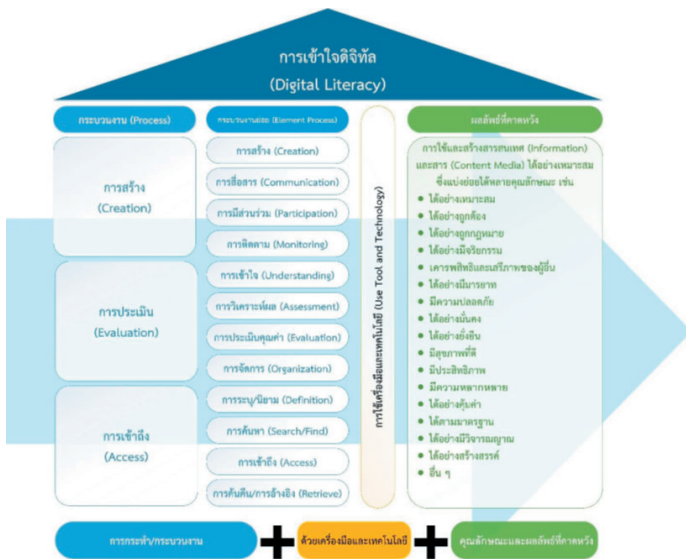 การเข้าใจดิจิทัล
(Digital Literacy)
กระบวนงาน (Process)
การสร้าง
(Creation)
การประเมิน
(Evaluation)
การเข้าถึง
(Access)
กระบวนงานย่อย (Element Process)
การสร้าง (Creation)
การสื่อสาร (Communication)
การมีส่วนร่วม (Participation)
การติดตาม (Monitoring)
การเข้าใจ (Understanding)
การวิเคราะห์ผล (Assessment)
การประเมินคุณค่า (Evaluation)
การจัดการ (Organization)
การระบุ/นิยาม (Definition)
การค้นหา (Search/Find)
การเข้าถึง (Access)
การค้นคืน/การอ้างอิง (Retrieve)
การใช้เครื่องมือและเทคโนโลยี (Use Tool and Technology)
ผลลัพธ์ที่คาดหวัง
การใช้และสร้างสารสนเทศ (Information)
และสาร (Content Media) ได้อย่างเหมาะสม
ซึ่งแบ่งย่อยได้หลายคุณลักษณะ เช่น
● ได้อย่างเหมาะสม
● ได้อย่างถูกต้อง
● ได้อย่างถูกกฎหมาย
● ได้อย่างมีจริยธรรม
● เคารพสิทธิและเสรีภาพของผู้อื่น
● ได้อย่างมีมารยาท
● มีความปลอดภัย
● ได้อย่างมั่นคง
● ได้อย่างยั่งยืน
● มีสุขภาพที่ดี
● มีประสิทธิภาพ
● มีความหลากหลาย
● ได้อย่างคุ้มค่า
● ได้ตามมาตรฐาน
● ได้อย่างมีวิจารณญาณ
● ได้อย่างสร้างสรรค์
● อื่น ๆ
การกระทำ/กระบวนงาน
+
ด้วยเครื่องมือและเทคโนโลยี
+
คุณลักษณะและผลลัพธ์ที่คาดหวัง